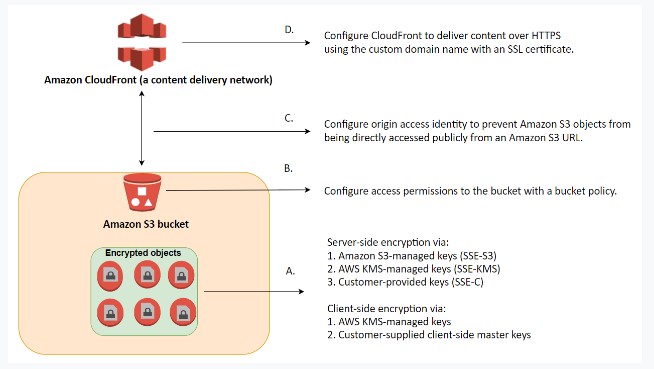 D.
Configure CloudFront to deliver content over HTTPS
using the custom domain name with an SSL certificate.
Amazon CloudFront (a content delivery network)
C.
Configure origin access identity to prevent Amazon S3 objects from
being directly accessed publicly from an Amazon S3 URL.
B.
Configure access permissions to the bucket with a bucket policy.
Amazon S3 bucket
Encrypted objects
A.
Server-side encryption via:
1. Amazon S3-managed keys (SSE-S3)
2. AWS KMS-managed keys (SSE-KMS)
3. Customer-provided keys (SSE-C)
Client-side encryption via:
1. AWS KMS-managed keys
2. Customer-supplied client-side master keys